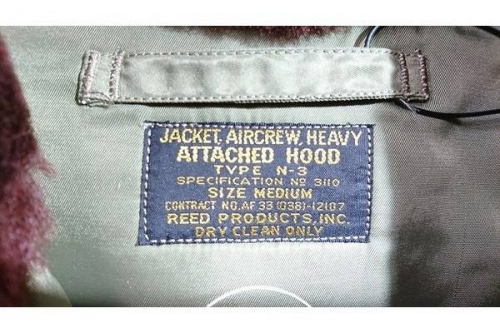 JACKET, AIRCREW, HEAVY
ATTACHED HOOD
TYPE N-3
SPECIFICATION Nº 3110
SIZE MEDIUM
CONTRACT NO. AF 33 (038)-12107
REED PRODUCTS, INC.
DRY CLEAN ONLY